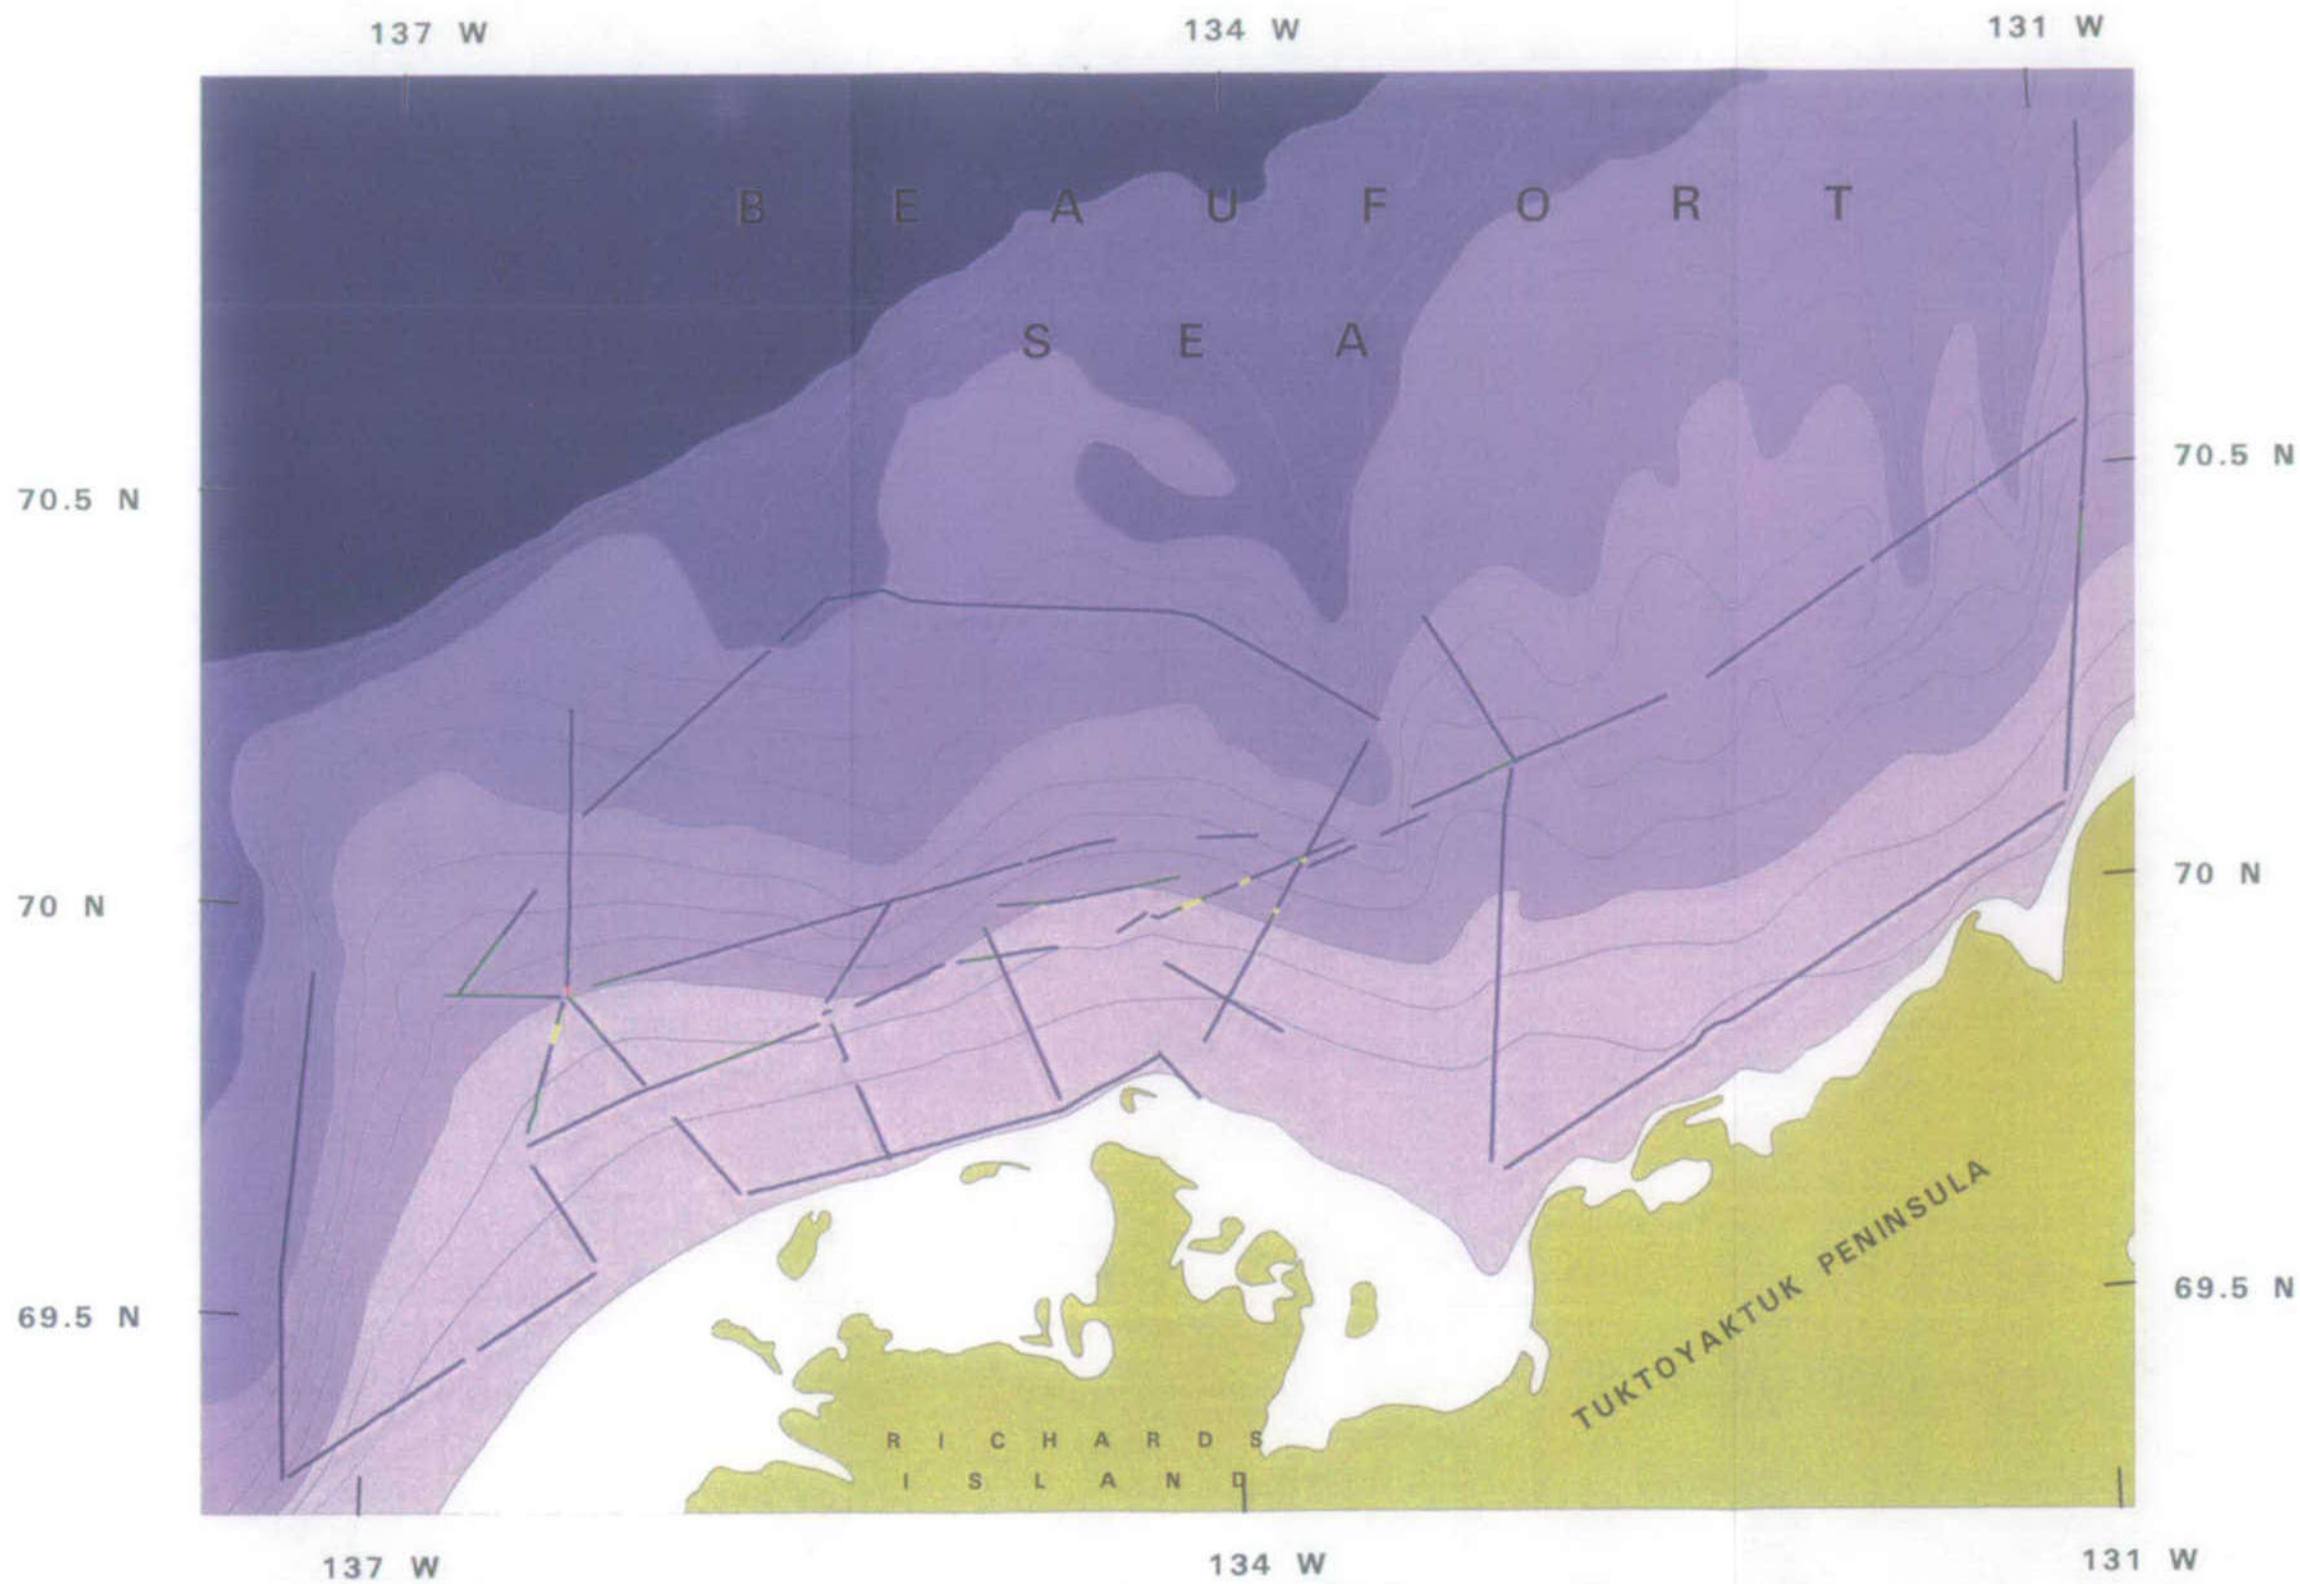 137 W 134 W 131 W
B E A U F O R T
S E A
70.5 N 70.5 N
70 N 70 N
69.5 N 69.5 N
TUKTOYAKTUK PENINSULA
R I C H A R D S
I S L A N D
137 W 134 W 131 W